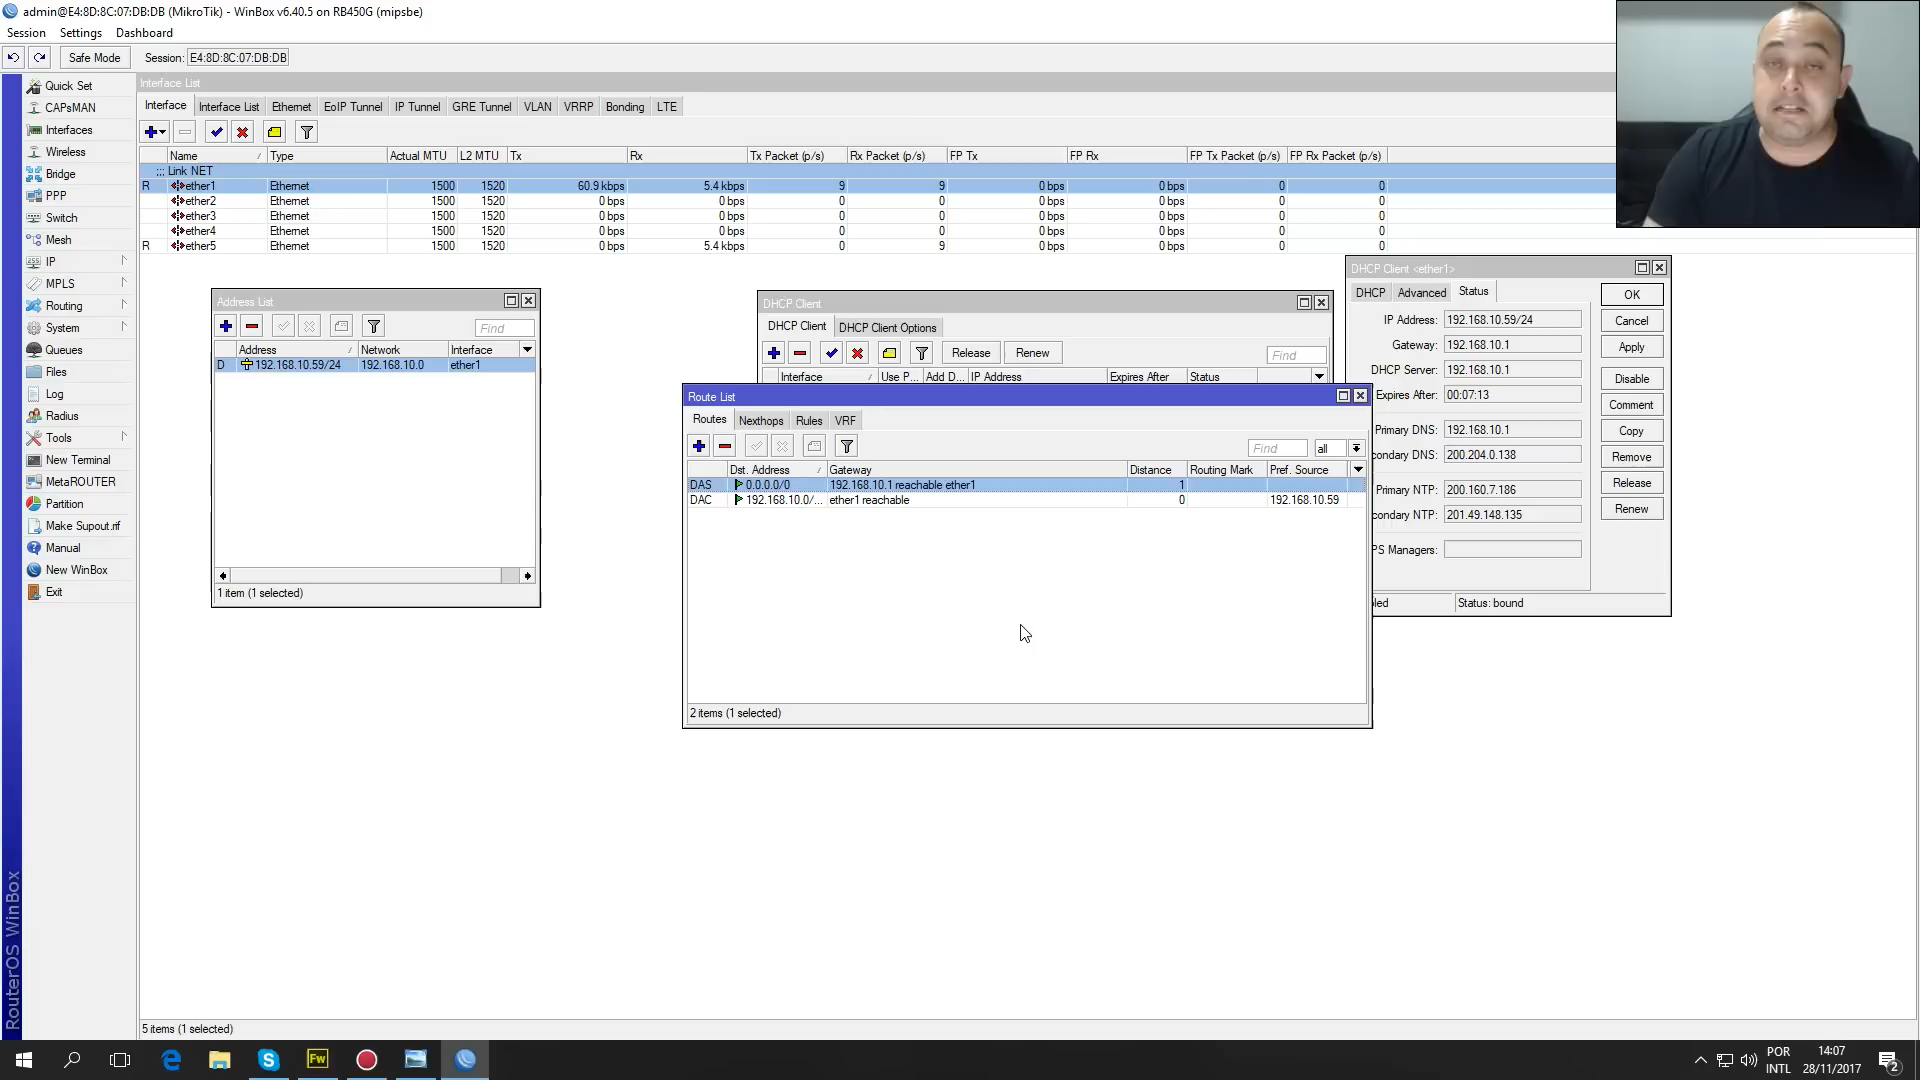 admin@E4:8D:8C:07:DB:DB (MikroTik) - WinBox v6.40.5 on RB450G (mipsbe)
Session Settings Dashboard
Safe Mode Session: E4:8D:8C:07:DB:DB
Quick Set
CAPsMAN
Interfaces
Wireless
Bridge
PPP
Switch
Mesh
IP
MPLS
Routing
System
Queues
Files
Log
Radius
Tools
New Terminal
MetaROUTER
Partition
Make Supout.rif
Manual
New WinBox
Exit
RouterOS WinBox
Interface List
Interface Interface List Ethernet EoIP Tunnel IP Tunnel GRE Tunnel VLAN VRRP Bonding LTE
Name / Type Actual MTU L2 MTU Tx Rx Tx Packet (p/s) Rx Packet (p/s) FP Tx FP Rx FP Tx Packet (p/s) FP Rx Packet (p/s)
::: Link NET
R ether1 Ethernet 1500 1520 60.9 kbps 5.4 kbps 9 9 0 bps 0 bps 0 0
ether2 Ethernet 1500 1520 0 bps 0 bps 0 0 0 bps 0 bps 0 0
ether3 Ethernet 1500 1520 0 bps 0 bps 0 0 0 bps 0 bps 0 0
ether4 Ethernet 1500 1520 0 bps 0 bps 0 0 0 bps 0 bps 0 0
R ether5 Ethernet 1500 1520 0 bps 5.4 kbps 0 9 0 bps 0 bps 0 0
Address List
Find
Address / Network Interface
D 192.168.10.59/24 192.168.10.0 ether1
1 item (1 selected)
DHCP Client
DHCP Client DHCP Client Options
Release Renew Find
Interface / Use P... Add D... IP Address Expires After Status
Route List
Routes Nexthops Rules VRF
Find all
Dst. Address / Gateway Distance Routing Mark Pref. Source
DAS 0.0.0.0/0 192.168.10.1 reachable ether1 1
DAC 192.168.10.0/... ether1 reachable 0 192.168.10.59
2 items (1 selected)
DHCP Client <ether1>
DHCP Advanced Status
IP Address: 192.168.10.59/24
Gateway: 192.168.10.1
DHCP Server: 192.168.10.1
Expires After: 00:07:13
Primary DNS: 192.168.10.1
condary DNS: 200.204.0.138
Primary NTP: 200.160.7.186
condary NTP: 201.49.148.135
PS Managers:
OK
Cancel
Apply
Disable
Comment
Copy
Remove
Release
Renew
led Status: bound
5 items (1 selected)
Fw
POR
INTL
14:07
28/11/2017
2